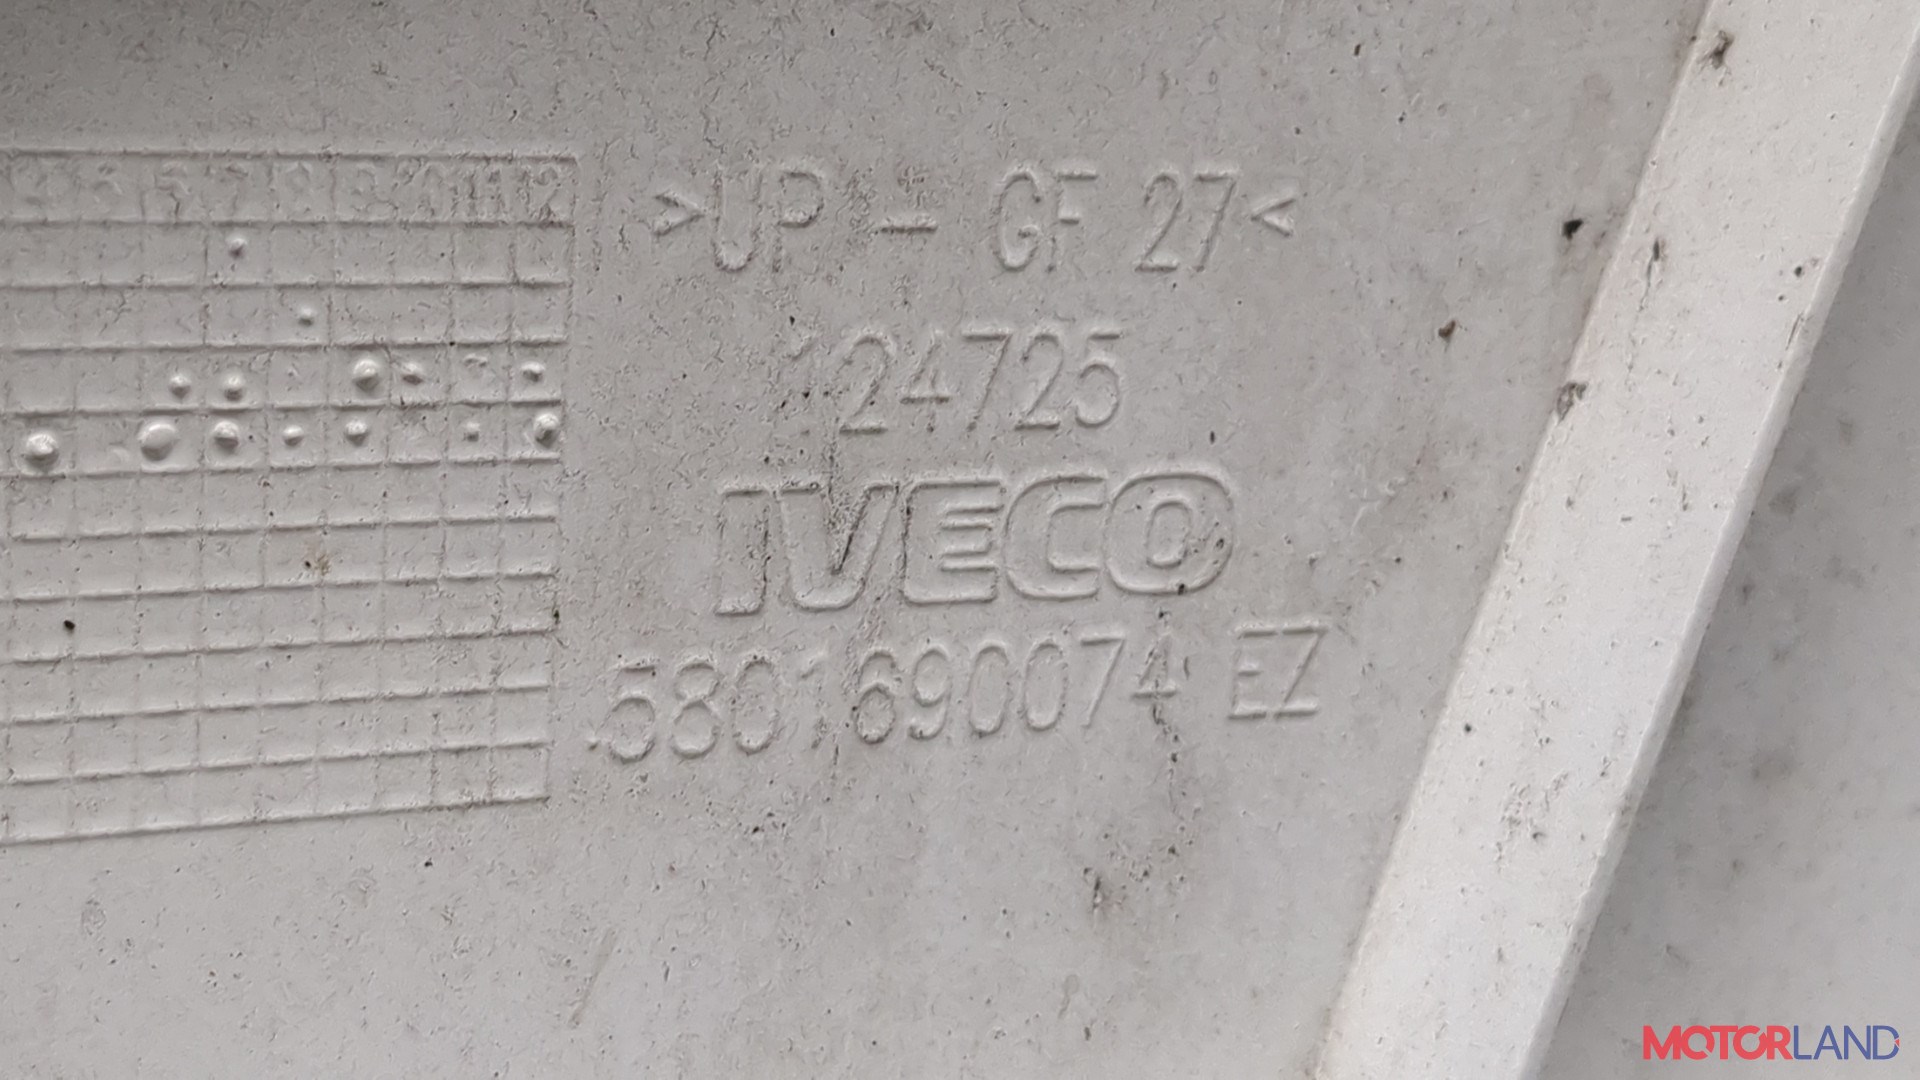 >UP - GF 27<
124725
IVECO
5801690074 EZ
MOTORLAND